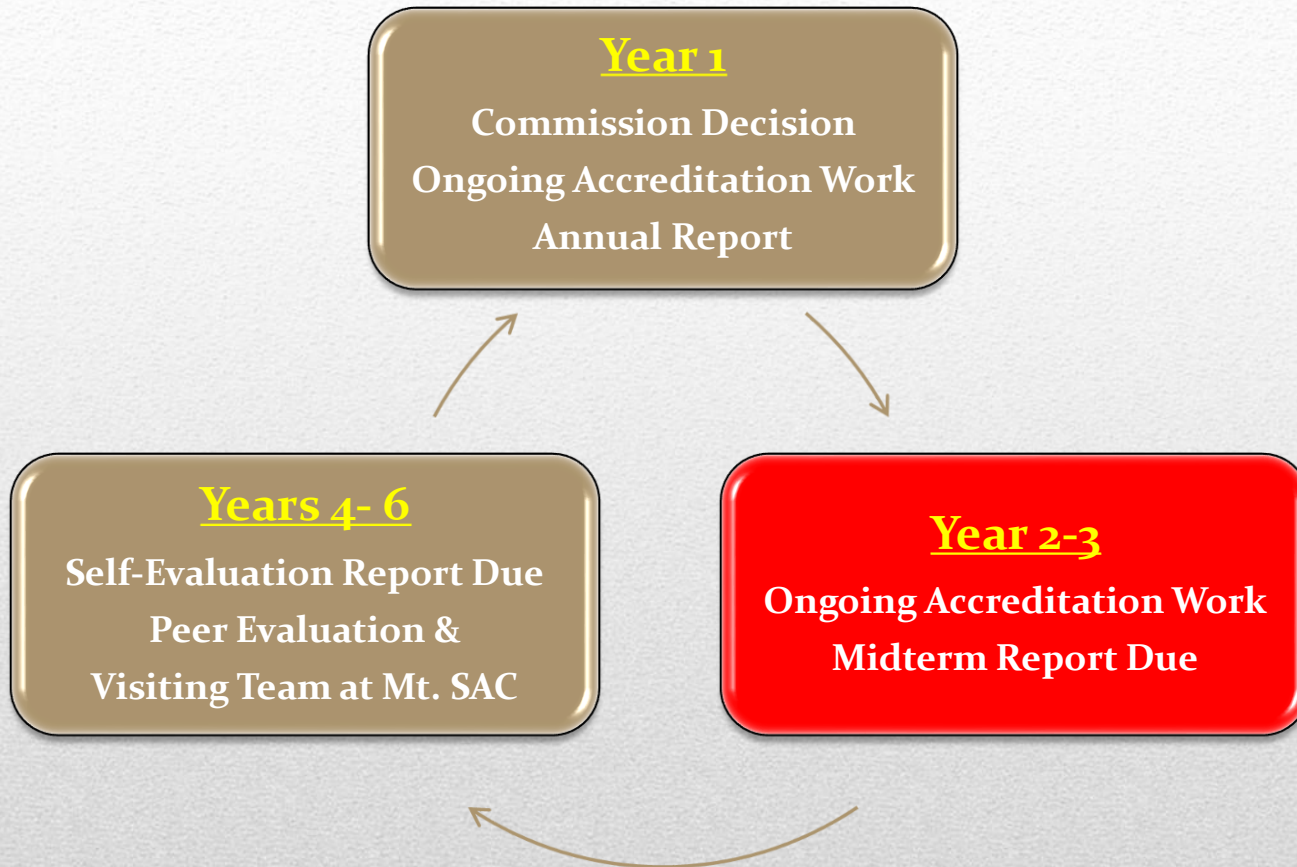 Year 1
Commission Decision
Ongoing Accreditation Work
Annual Report
Year 2-3
Ongoing Accreditation Work
Midterm Report Due
Years 4- 6
Self-Evaluation Report Due
Peer Evaluation &
Visiting Team at Mt. SAC